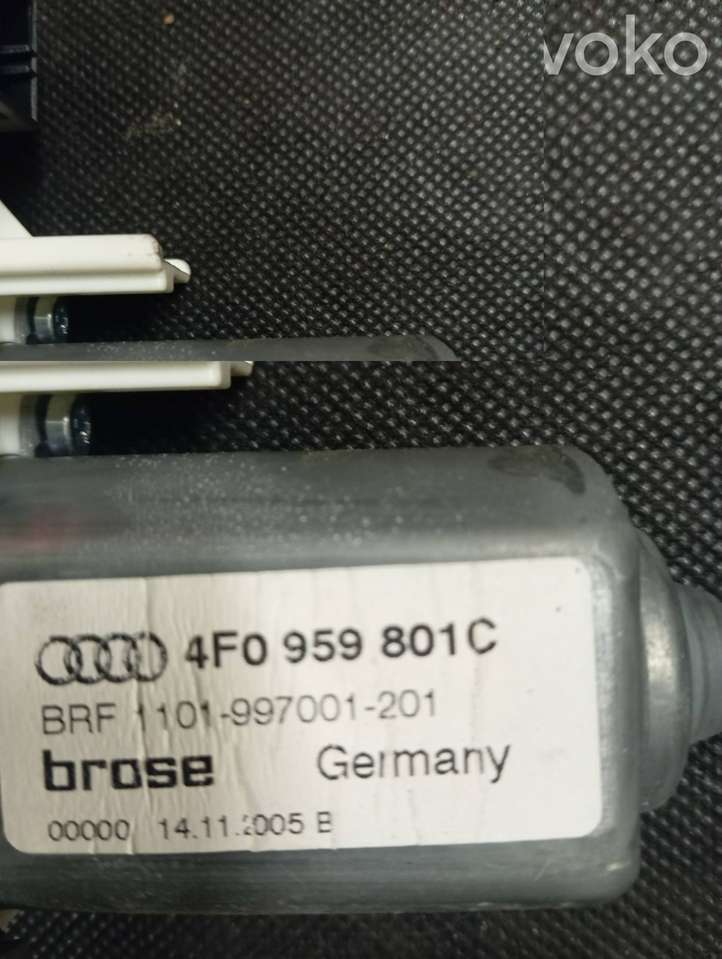 voko
4F0 959 801C
BRF 1101-997001-201
brose Germany
00000 14.11.2005 B